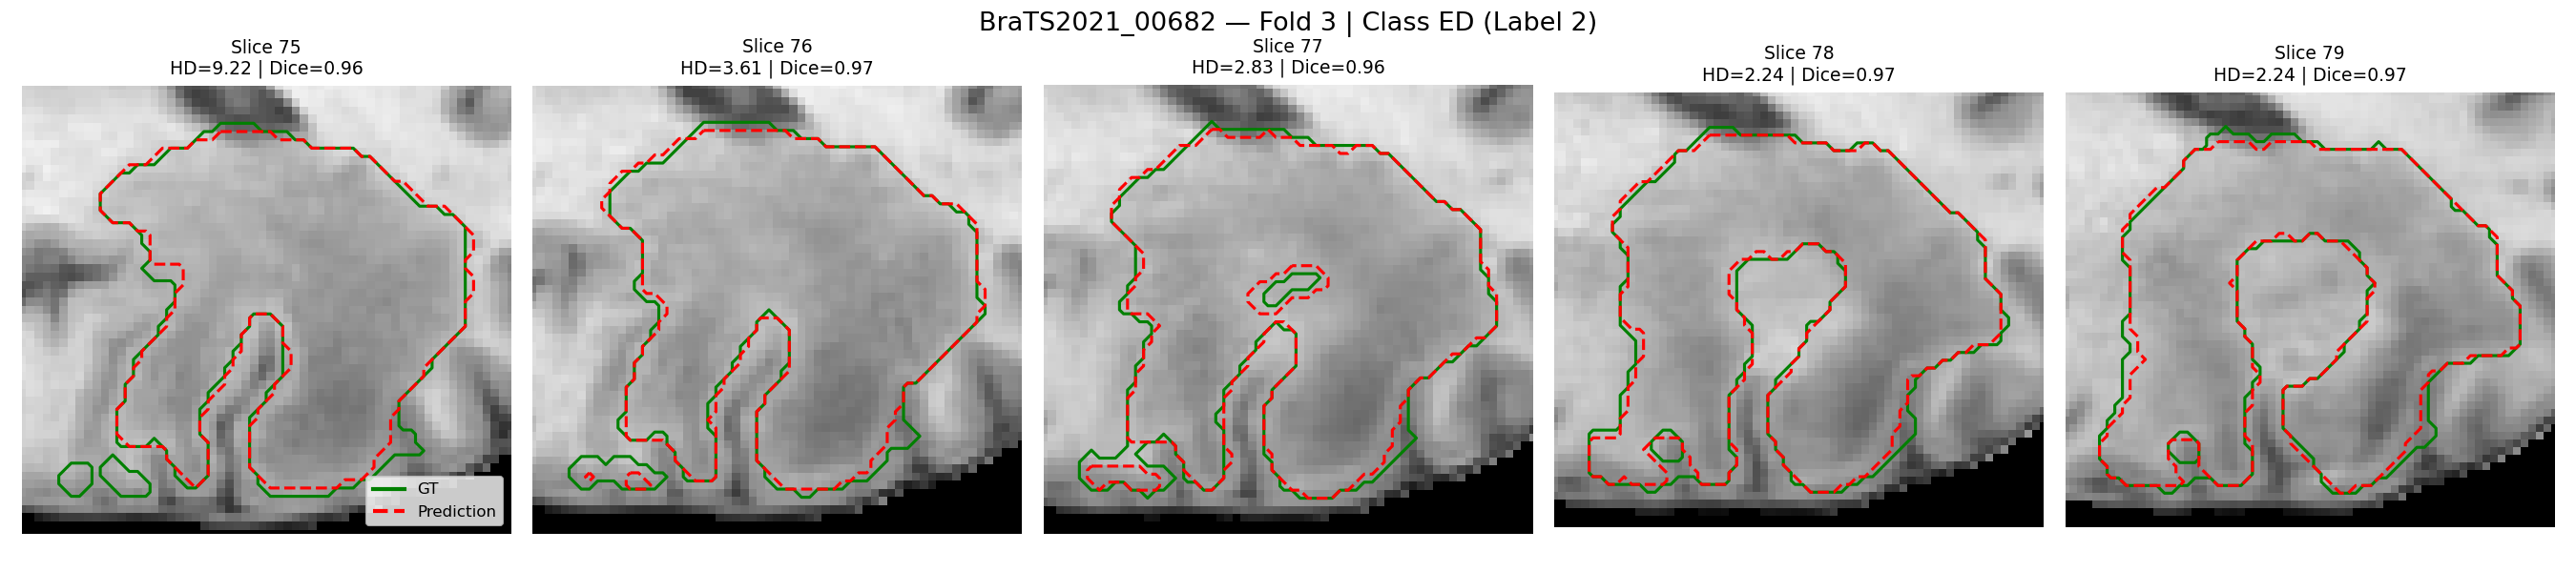 BraTS2021_00682 — Fold 3 | Class ED (Label 2)
Slice 75
HD=9.22 | Dice=0.96
Slice 76
HD=3.61 | Dice=0.97
Slice 77
HD=2.83 | Dice=0.96
Slice 78
HD=2.24 | Dice=0.97
Slice 79
HD=2.24 | Dice=0.97
GT
Prediction